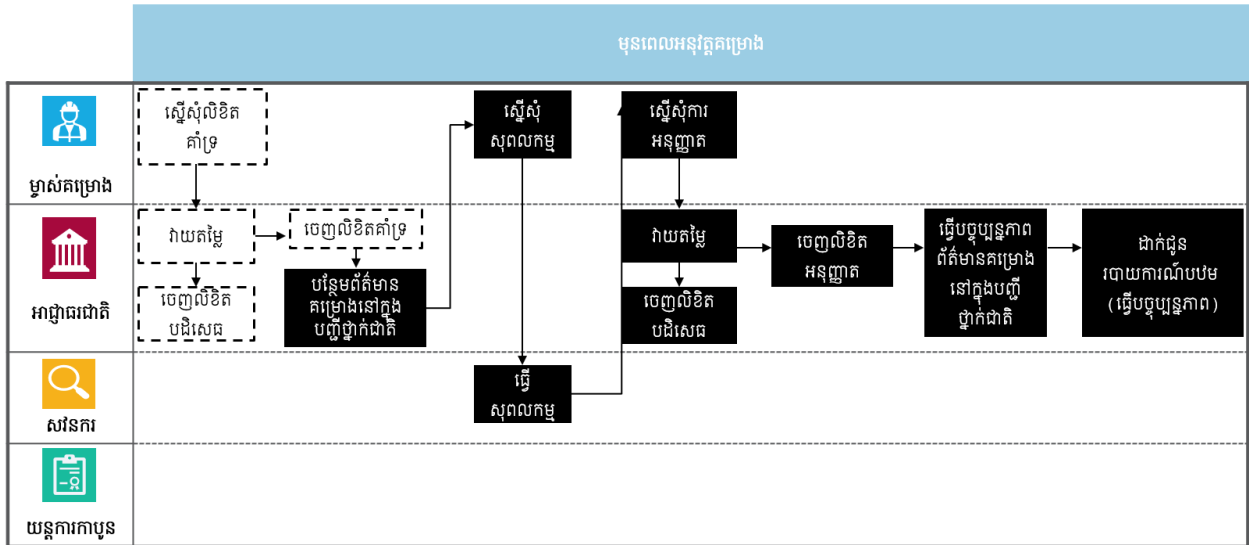 មុនពេលអនុវត្តគម្រោង
ម្ចាស់គម្រោង
ស្នើសុំលិខិត
គាំទ្រ
ស្នើសុំ
សុពលកម្ម
ស្នើសុំការ
អនុញ្ញាត
អាជ្ញាធរជាតិ
វាយតម្លៃ
ចេញលិខិតគាំទ្រ
ចេញលិខិត
បដិសេធ
បន្ថែមព័ត៌មាន
គម្រោងនៅក្នុង
បញ្ជីថ្នាក់ជាតិ
វាយតម្លៃ
ចេញលិខិត
បដិសេធ
ចេញលិខិត
អនុញ្ញាត
ធ្វើបច្ចុប្បន្នភាព
ព័ត៌មានគម្រោង
នៅក្នុងបញ្ជី
ថ្នាក់ជាតិ
ដាក់ជូន
របាយការណ៍បឋម
(ធ្វើបច្ចុប្បន្នភាព)
សវនករ
ធ្វើ
សុពលកម្ម
យន្តការកាបូន